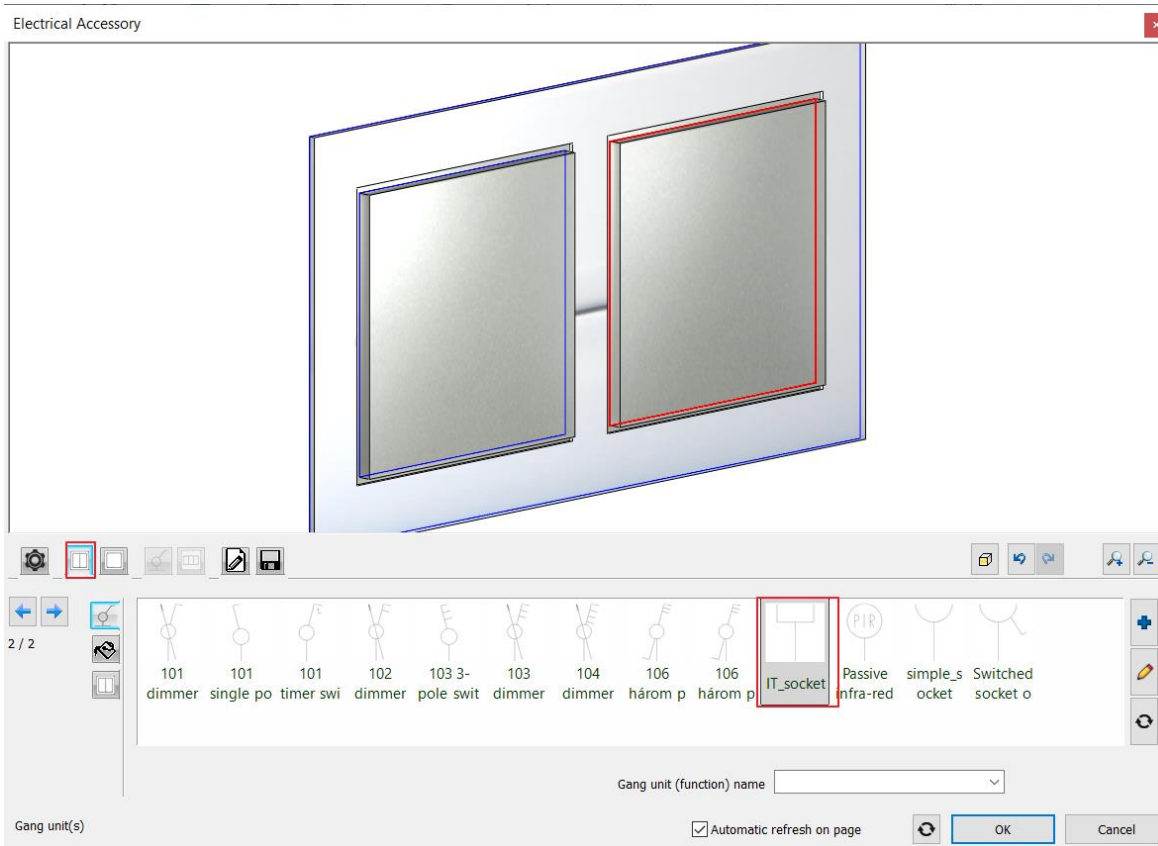 Electrical Accessory
2 / 2
101 dimmer
101 single po
101 timer swi
102 dimmer
103 3-pole swit
103 dimmer
104 dimmer
106 három p
106 három p
IT_socket
PIR
Passive infra-red
simple_socket
Switched socket o
Gang unit (function) name
Gang unit(s)
Automatic refresh on page
OK
Cancel